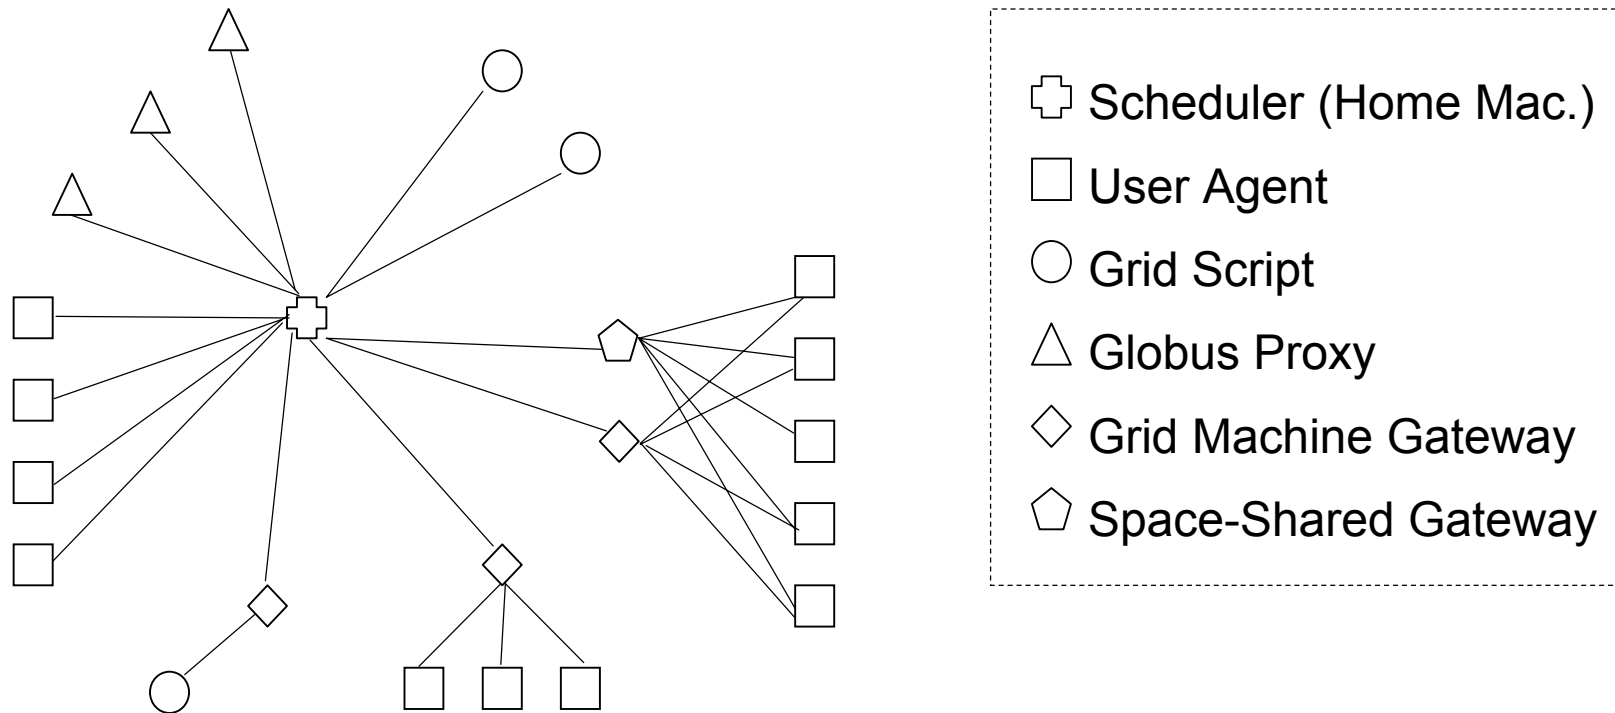 Scheduler (Home Mac.)
User Agent
Grid Script
Globus Proxy
Grid Machine Gateway
Space-Shared Gateway